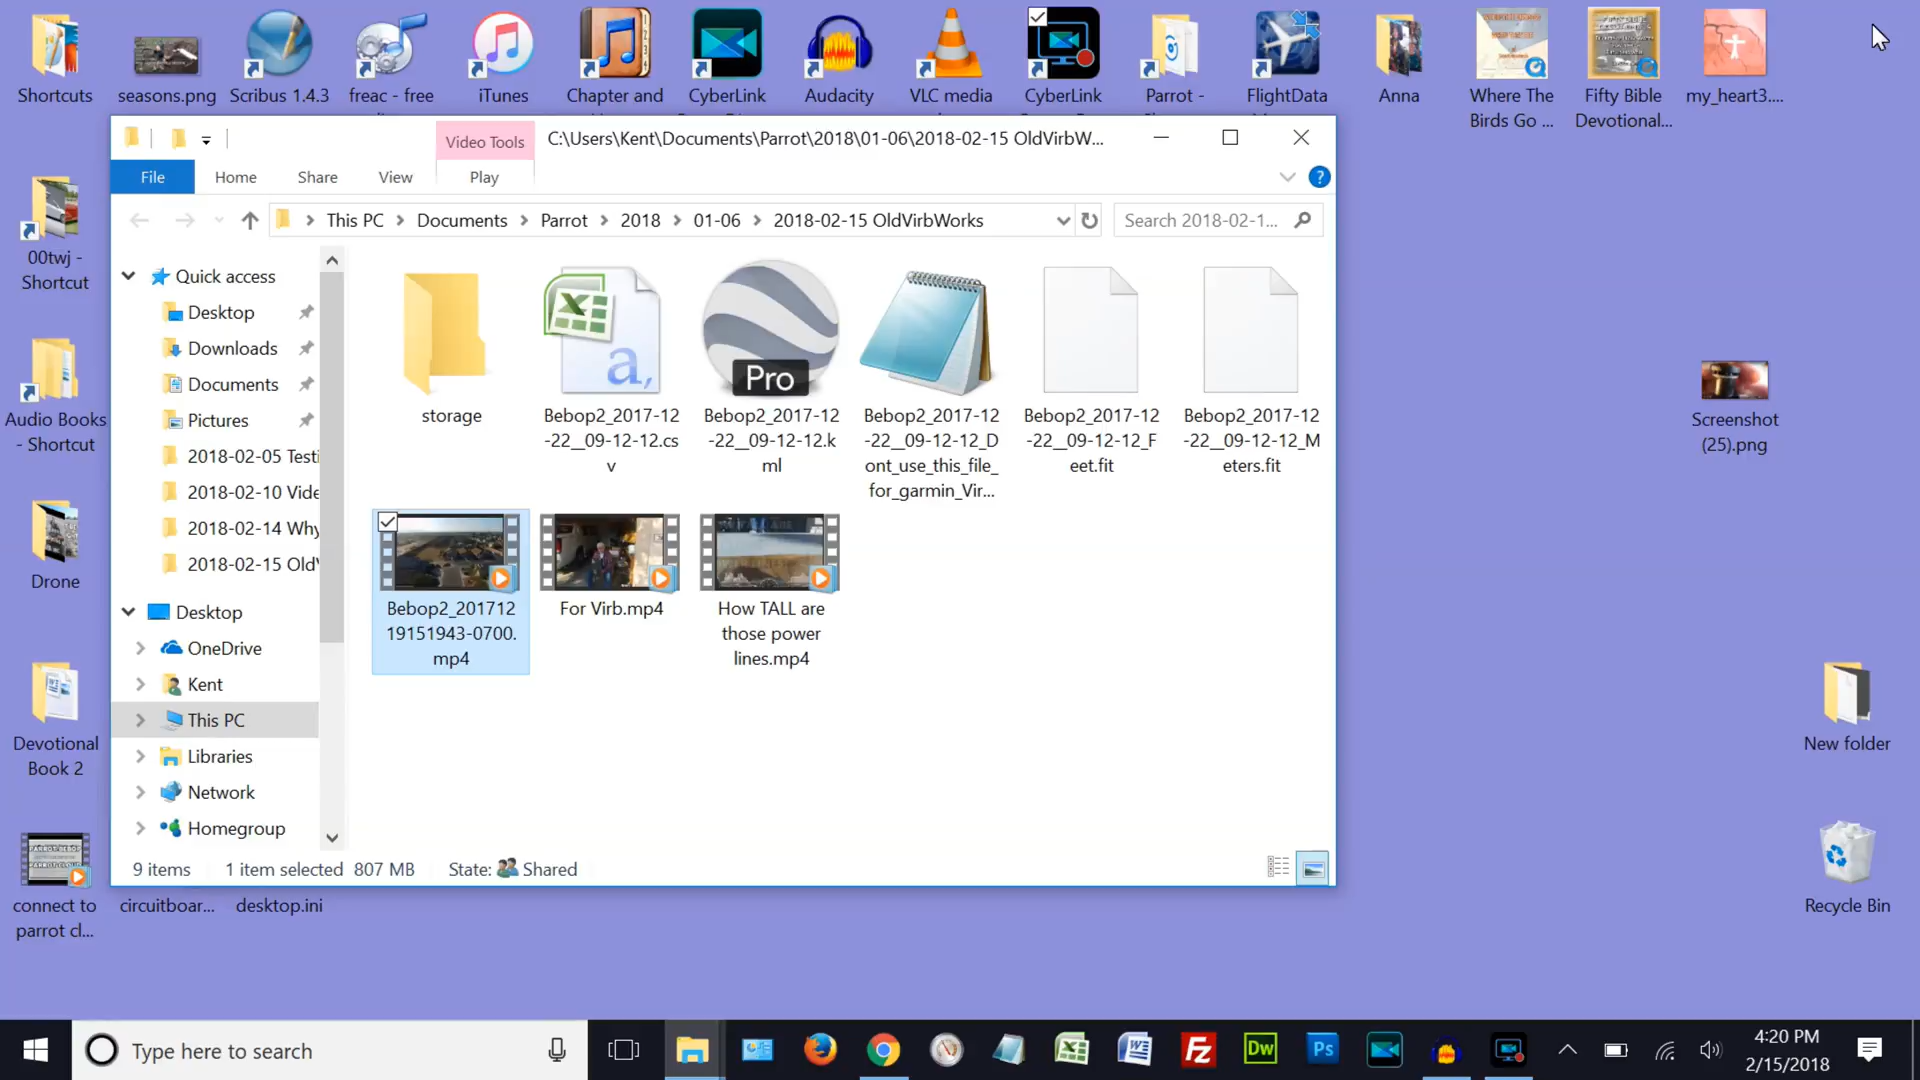 Shortcuts
seasons.png
Scribus 1.4.3
freac - free
iTunes
Chapter and
CyberLink
Audacity
VLC media
CyberLink
Parrot -
FlightData
Anna
Where The
Birds Go ...
Fifty Bible
Devotional...
my_heart3....
Video Tools
C:\Users\Kent\Documents\Parrot\2018\01-06\2018-02-15 OldVirbW...
File
Home
Share
View
Play
This PC
Documents
Parrot
2018
01-06
2018-02-15 OldVirbWorks
Search 2018-02-1...
00twj -
Shortcut
Audio Books
- Shortcut
Drone
Devotional
Book 2
connect to
parrot cl...
circuitboar...
desktop.ini
Quick access
Desktop
Downloads
Documents
Pictures
2018-02-05 Testi
2018-02-10 Vide
2018-02-14 Why
2018-02-15 Old
Desktop
OneDrive
Kent
This PC
Libraries
Network
Homegroup
storage
Bebop2_2017-12
-22__09-12-12.cs
v
Pro
Bebop2_2017-12
-22__09-12-12.k
ml
Bebop2_2017-12
-22__09-12-12_D
ont_use_this_file_
for_garmin_Vir...
Bebop2_2017-12
-22__09-12-12_F
eet.fit
Bebop2_2017-12
-22__09-12-12_M
eters.fit
Bebop2_201712
19151943-0700.
mp4
For Virb.mp4
How TALL are
those power
lines.mp4
9 items
1 item selected 807 MB
State: Shared
Screenshot
(25).png
New folder
Recycle Bin
Type here to search
Dw
Ps
4:20 PM
2/15/2018